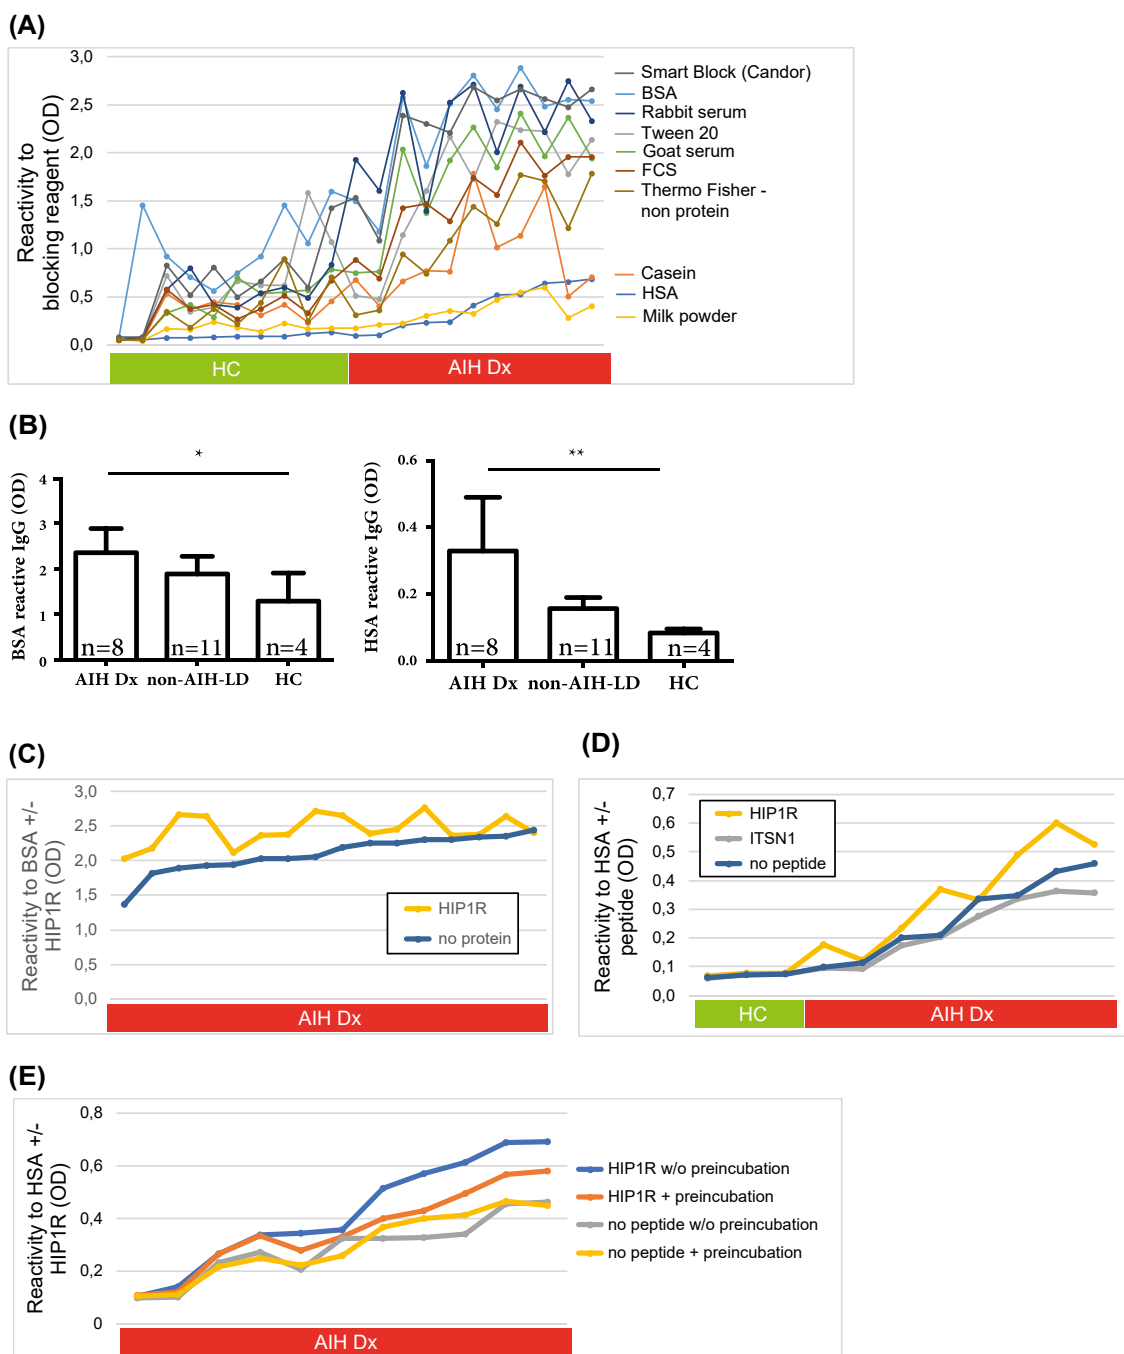 (A)
Reactivity to
blocking reagent (OD)
3,0
2,5
2,0
1,5
1,0
0,5
0,0
HC
AIH Dx
Smart Block (Candor)
BSA
Rabbit serum
Tween 20
Goat serum
FCS
Thermo Fisher -
non protein
Casein
HSA
Milk powder
(B)
BSA reactive IgG (OD)
4
3
2
1
0
*
n=8
n=11
n=4
AIH Dx
non-AIH-LD
HC
HSA reactive IgG (OD)
0.6
0.4
0.2
0.0
**
n=8
n=11
n=4
AIH Dx
non-AIH-LD
HC
(C)
Reactivity to BSA +/-
HIP1R (OD)
3,0
2,5
2,0
1,5
1,0
0,5
0,0
HIP1R
no protein
AIH Dx
(D)
Reactivity to HSA +/-
peptide (OD)
0,7
0,6
0,5
0,4
0,3
0,2
0,1
0,0
HIP1R
ITSN1
no peptide
HC
AIH Dx
(E)
Reactivity to HSA +/-
HIP1R (OD)
0,8
0,6
0,4
0,2
0
HIP1R w/o preincubation
HIP1R + preincubation
no peptide w/o preincubation
no peptide + preincubation
AIH Dx